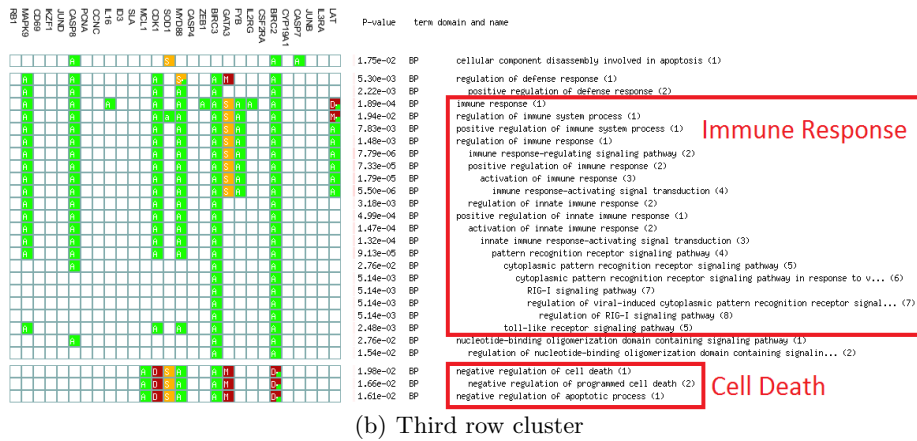 RB1 MAPK9 CD69 IKZF1 JUND CASP8 PCNA CCNC IL16 ID3 SLA MCL1 CDK1 SOD1 MYD88 CASP4 ZEB1 BIRC3 GATA3 FYB IL2RG CSF2RA BIRC2 CYP19A1 CASP7 JUNB IL3RA LAT
P-value term domain and name
A S A A 1.75e-02 BP cellular component disassembly involved in apoptosis (1)
A A A S A M A 5.30e-03 BP regulation of defense response (1)
A A A A A A 2.22e-03 BP positive regulation of defense response (2)
A A A A A A A S A A A D 1.89e-04 BP immune response (1)
A A A a A A S A A M 1.94e-02 BP regulation of immune system process (1)
A A A A A S A A A 7.83e-03 BP positive regulation of immune system process (1)
A A A A A S A A A 1.48e-03 BP regulation of immune response (1)
A A A A A S A A A 7.79e-06 BP immune response-regulating signaling pathway (2)
A A A A A S A A A 7.33e-05 BP positive regulation of immune response (2)
A A A A A S A A A 1.79e-05 BP activation of immune response (3)
A A A A A S A A A 5.50e-06 BP immune response-activating signal transduction (4)
A A A A A A 3.18e-03 BP regulation of innate immune response (2)
A A A A A A 4.99e-04 BP positive regulation of innate immune response (1)
A A A A A A 1.47e-04 BP activation of innate immune response (2)
A A A A A A 1.32e-04 BP innate immune response-activating signal transduction (3)
A A A A A A 9.13e-05 BP pattern recognition receptor signaling pathway (4)
A A A 2.76e-02 BP cytoplasmic pattern recognition receptor signaling pathway (5)
A A 5.14e-03 BP cytoplasmic pattern recognition receptor signaling pathway in response to v... (6)
A A 5.14e-03 BP RIG-I signaling pathway (7)
A A 5.14e-03 BP regulation of viral-induced cytoplasmic pattern recognition receptor signal... (7)
A A 5.14e-03 BP regulation of RIG-I signaling pathway (8)
A A A A A 2.48e-03 BP toll-like receptor signaling pathway (5)
A A A 2.76e-02 BP nucleotide-binding oligomerization domain containing signaling pathway (1)
A A 1.54e-02 BP regulation of nucleotide-binding oligomerization domain containing signalin... (2)
A D S A A M D 1.98e-02 BP negative regulation of cell death (1)
A D S A A M D 1.66e-02 BP negative regulation of programmed cell death (2)
A D S A A M D 1.61e-02 BP negative regulation of apoptotic process (1)
Immune Response
Cell Death
(b) Third row cluster